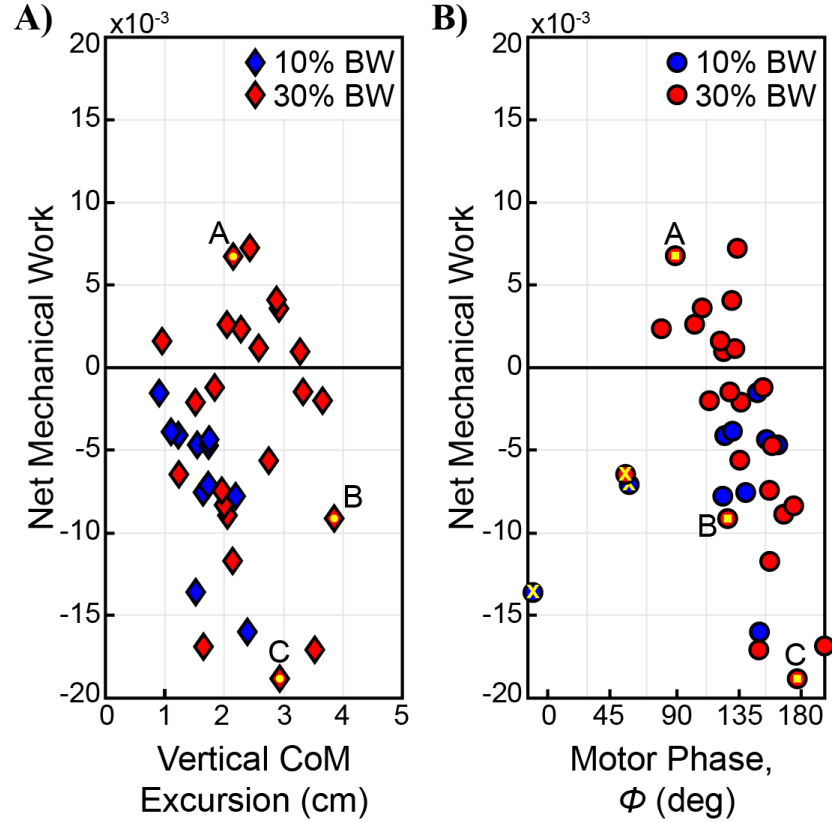 A)
x10⁻³
20
15
10
5
0
-5
-10
-15
-20
Net Mechanical Work
10% BW
30% BW
A
B
C
0 1 2 3 4 5
Vertical CoM
Excursion (cm)
B)
x10⁻³
20
15
10
5
0
-5
-10
-15
-20
Net Mechanical Work
10% BW
30% BW
A
B
C
0 45 90 135 180
Motor Phase,
Φ (deg)